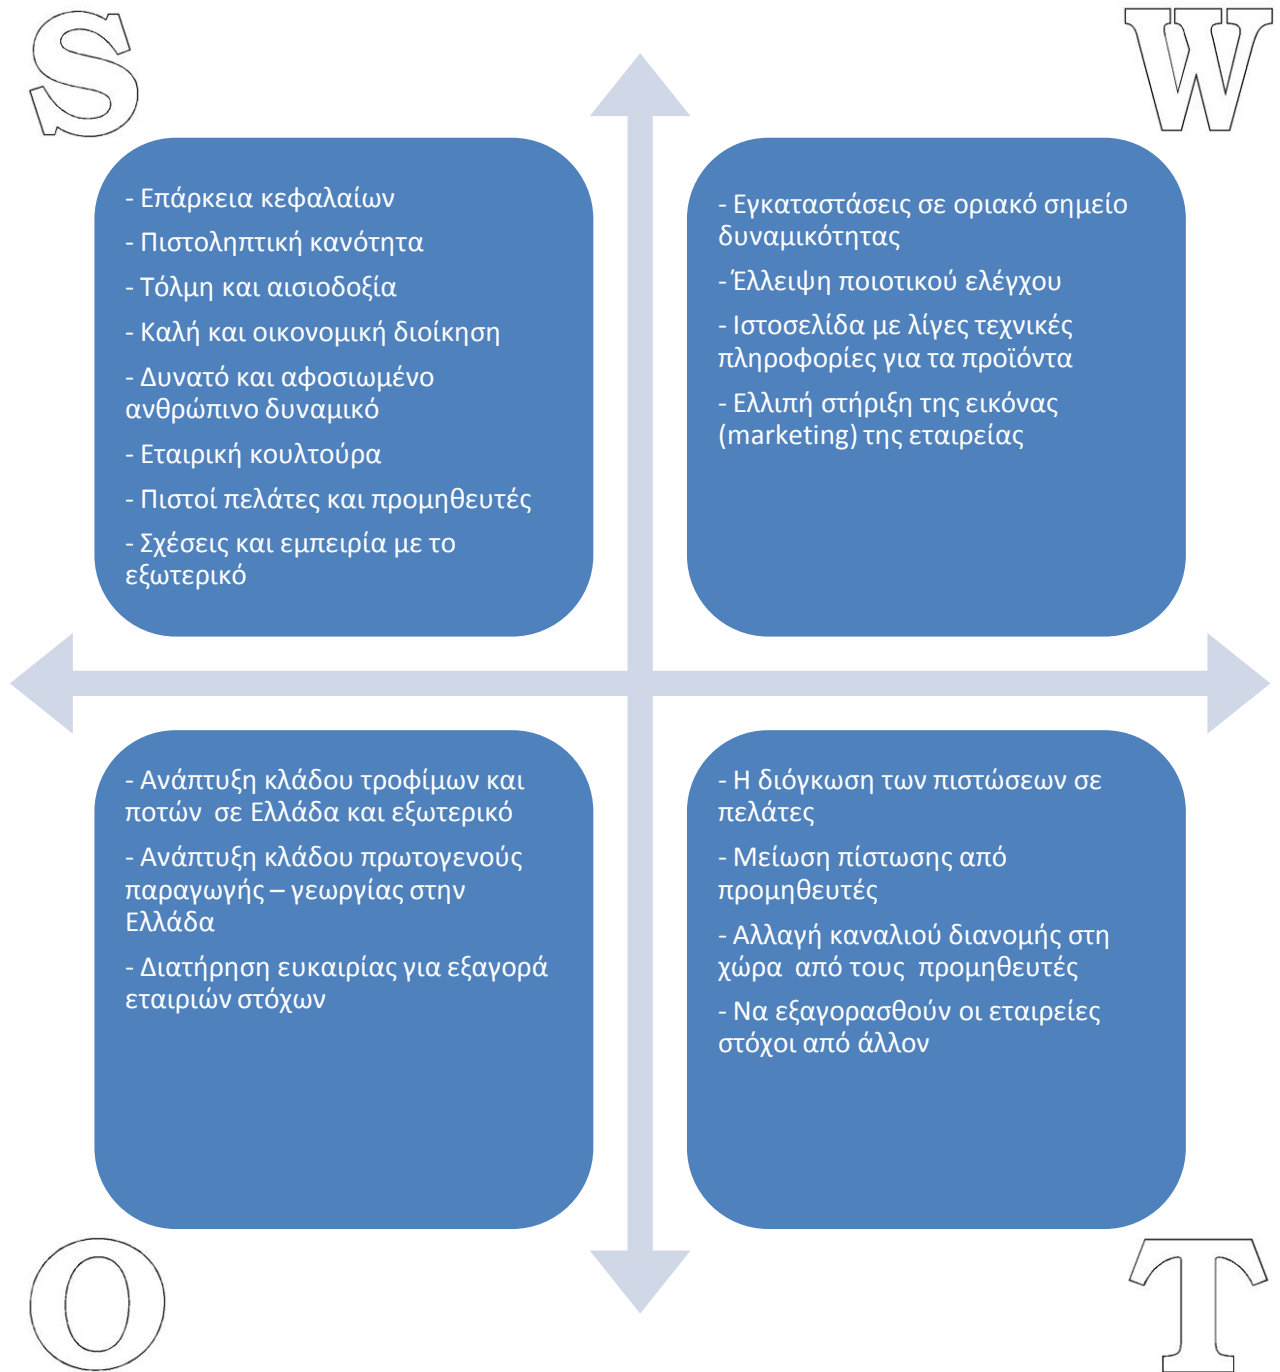 S
W
- Επάρκεια κεφαλαίων
- Πιστοληπτική κανότητα
- Τόλμη και αισιοδοξία
- Καλή και οικονομική διοίκηση
- Δυνατό και αφοσιωμένο
ανθρώπινο δυναμικό
- Εταιρική κουλτούρα
- Πιστοί πελάτες και προμηθευτές
- Σχέσεις και εμπειρία με το
εξωτερικό
- Εγκαταστάσεις σε οριακό σημείο
δυναμικότητας
- Έλλειψη ποιοτικού ελέγχου
- Ιστοσελίδα με λίγες τεχνικές
πληροφορίες για τα προϊόντα
- Ελλιπή στήριξη της εικόνας
(marketing) της εταιρείας
- Ανάπτυξη κλάδου τροφίμων και
ποτών σε Ελλάδα και εξωτερικό
- Ανάπτυξη κλάδου πρωτογενούς
παραγωγής – γεωργίας στην
Ελλάδα
- Διατήρηση ευκαιρίας για εξαγορά
εταιριών στόχων
- Η διόγκωση των πιστώσεων σε
πελάτες
- Μείωση πίστωσης από
προμηθευτές
- Αλλαγή καναλιού διανομής στη
χώρα από τους προμηθευτές
- Να εξαγορασθούν οι εταιρείες
στόχοι από άλλον
O
T